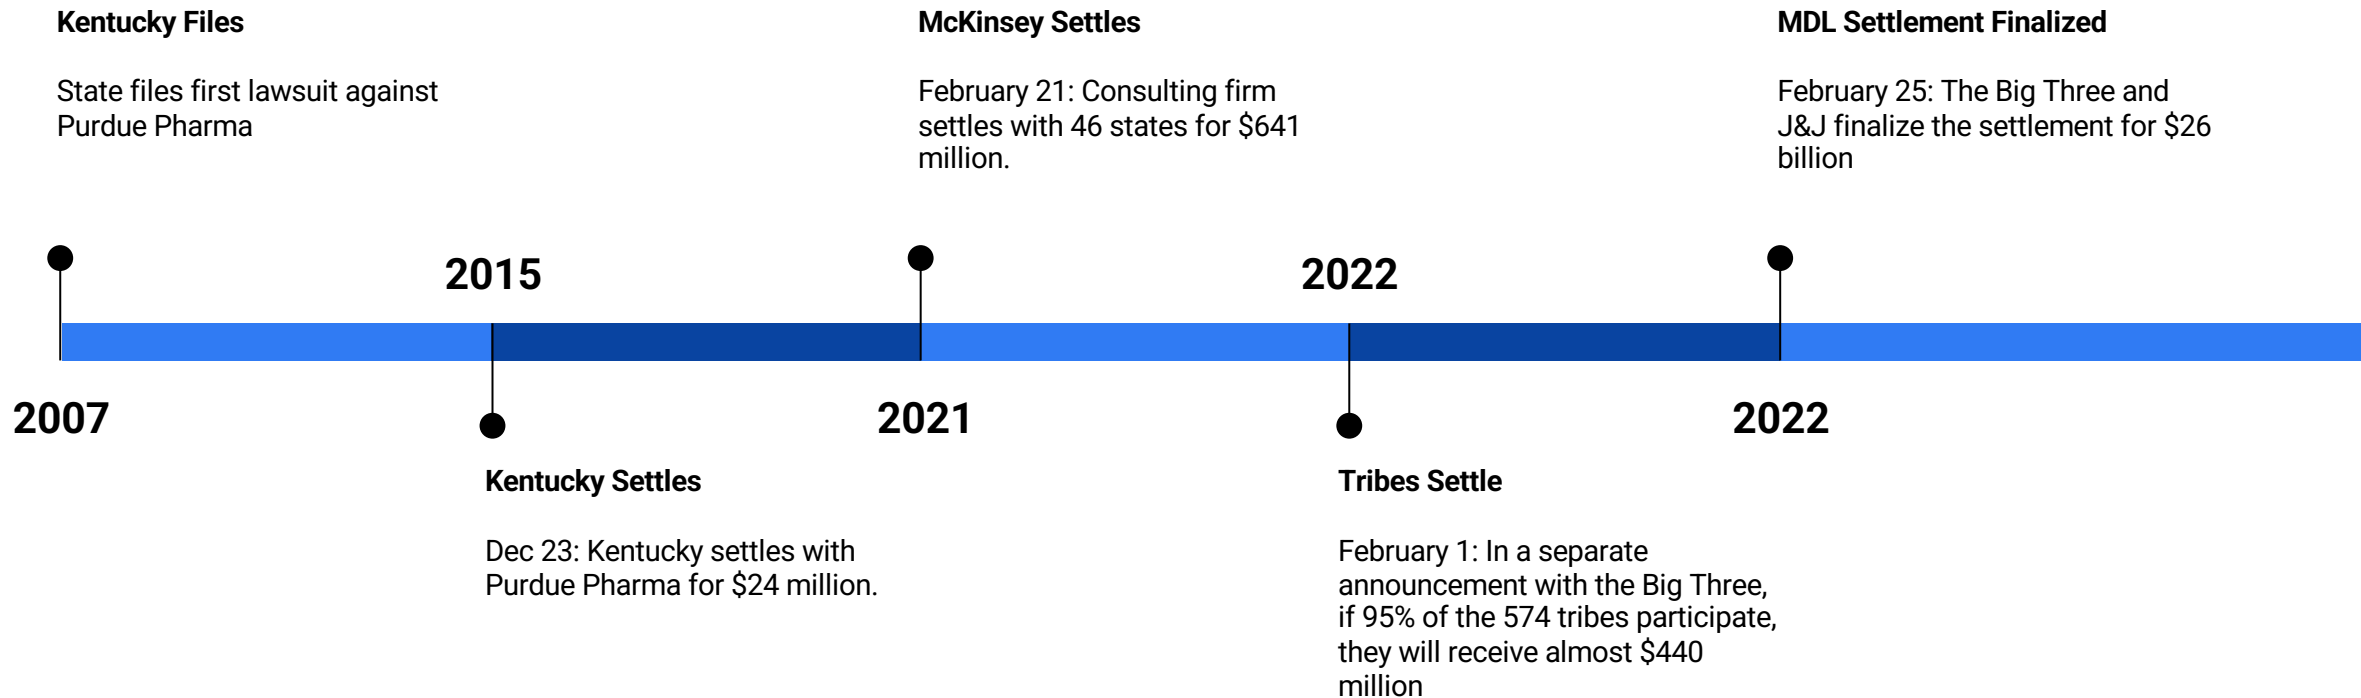 Kentucky Files
State files first lawsuit against
Purdue Pharma
McKinsey Settles
February 21: Consulting firm
settles with 46 states for $641
million.
MDL Settlement Finalized
February 25: The Big Three and
J&J finalize the settlement for $26
billion
2015
2022
2007
2021
2022
Kentucky Settles
Dec 23: Kentucky settles with
Purdue Pharma for $24 million.
Tribes Settle
February 1: In a separate
announcement with the Big Three,
if 95% of the 574 tribes participate,
they will receive almost $440
million